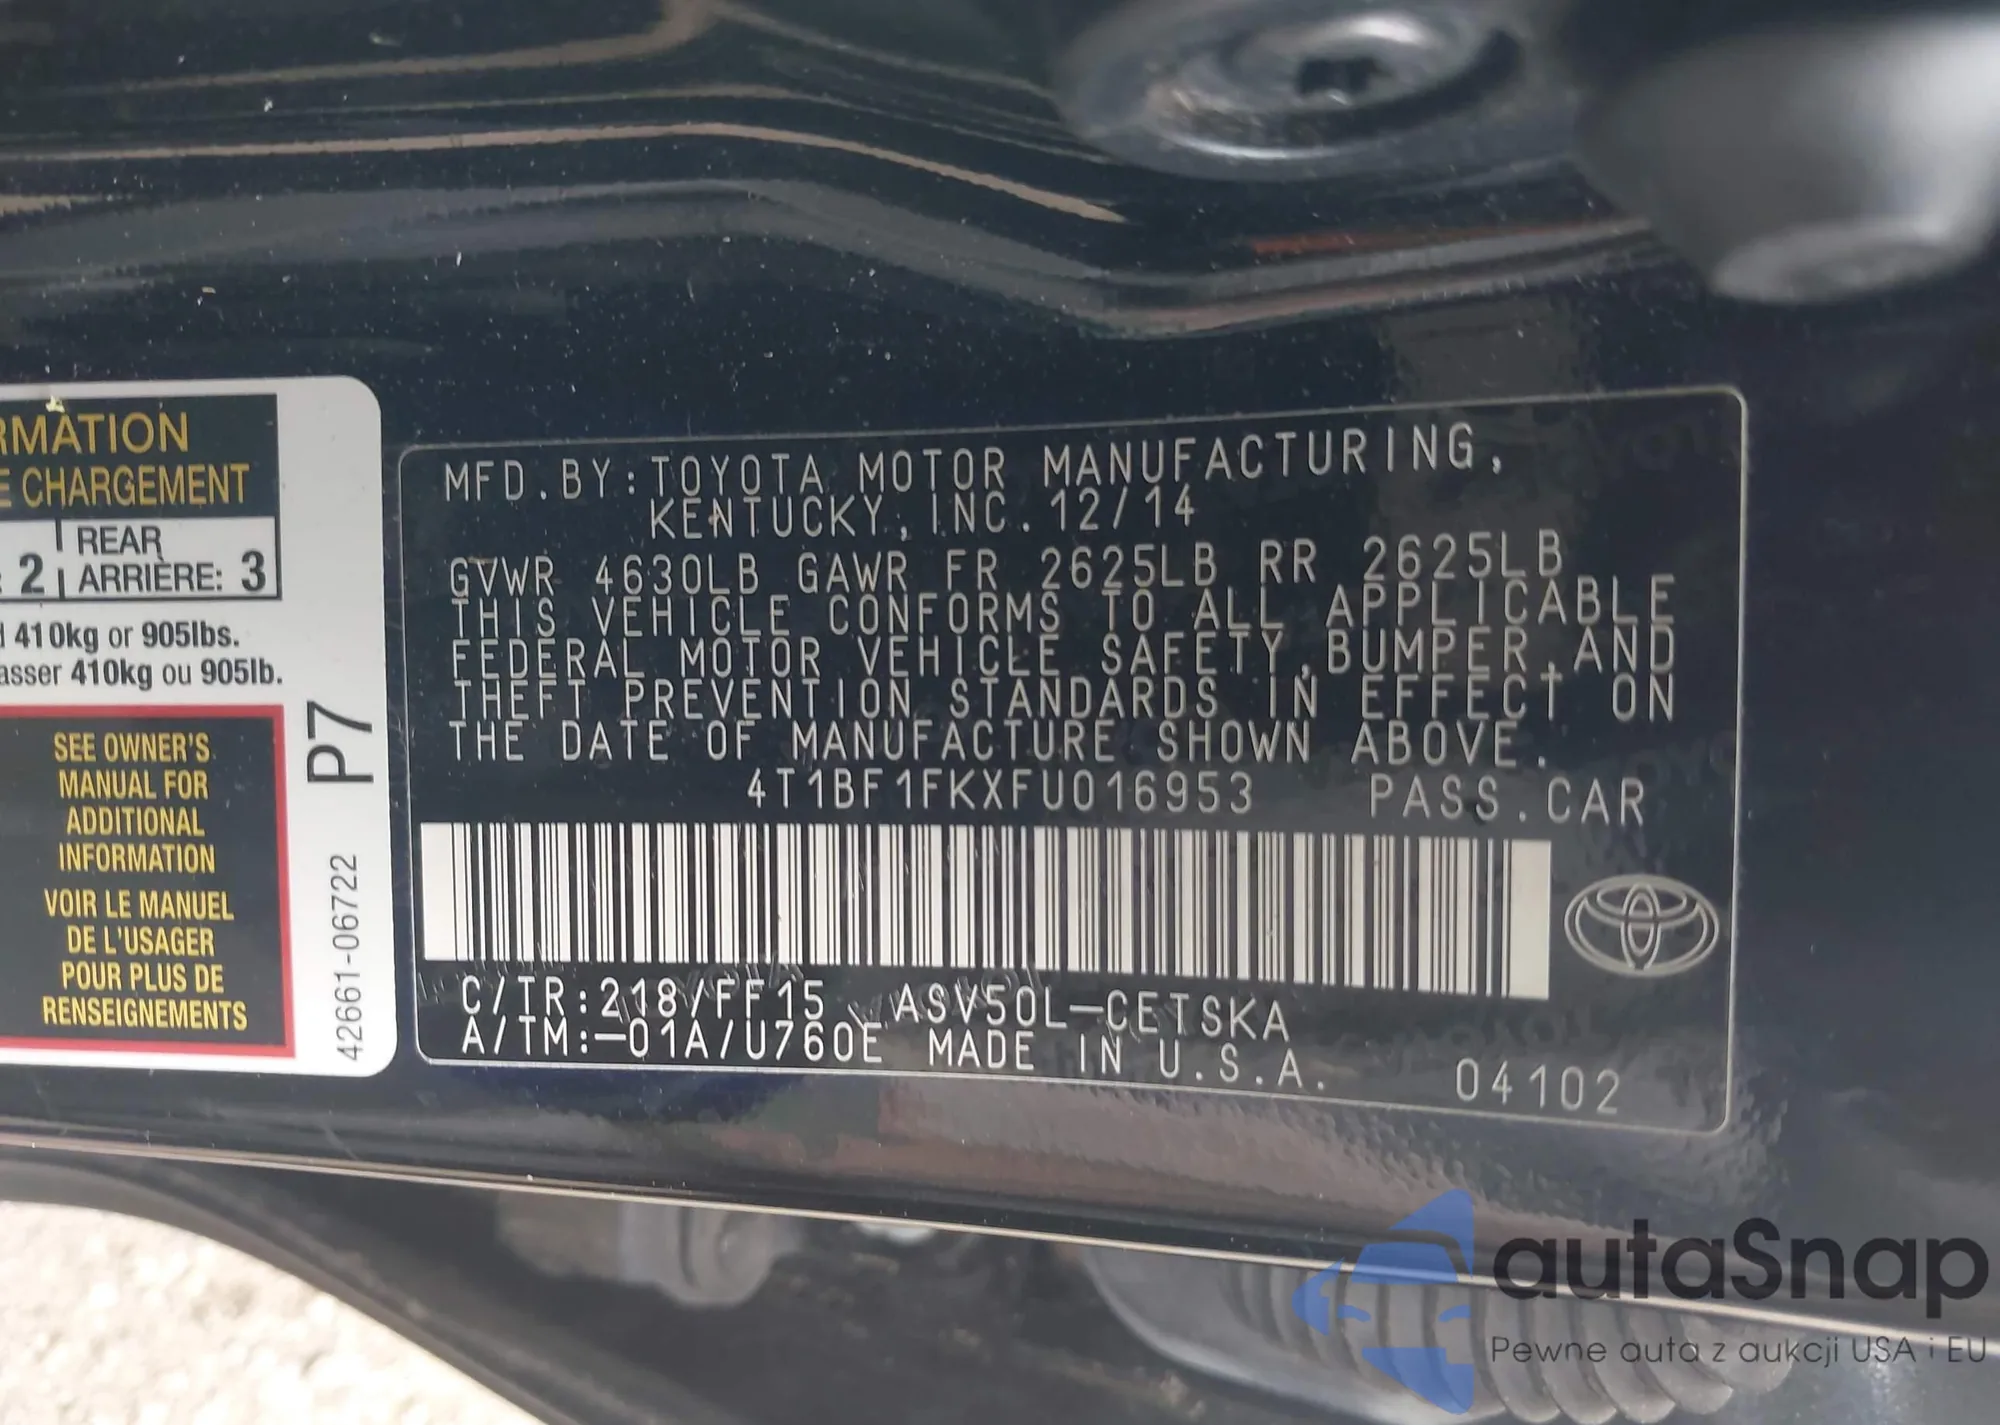 RMATION
E CHARGEMENT
2 REAR
ARRIÈRE: 3
410kg or 905lbs.
asser 410kg ou 905lb.
SEE OWNER'S
MANUAL FOR
ADDITIONAL
INFORMATION
VOIR LE MANUEL
DE L'USAGER
POUR PLUS DE
RENSEIGNEMENTS
P7
42661-06722
MFD.BY:TOYOTA MOTOR MANUFACTURING,
KENTUCKY,INC.12/14
GVWR 4630LB GAWR FR 2625LB RR 2625LB
THIS VEHICLE CONFORMS TO ALL APPLICABLE
FEDERAL MOTOR VEHICLE SAFETY,BUMPER,AND
THEFT PREVENTION STANDARDS IN EFFECT ON
THE DATE OF MANUFACTURE SHOWN ABOVE.
4T1BF1FKXFU016953 PASS.CAR
C/TR:218/FF15 ASV50L-CETSKA
A/TM:-01A/U760E MADE IN U.S.A. 04102
autaSnap
Pewne auta z aukcji USA i EU